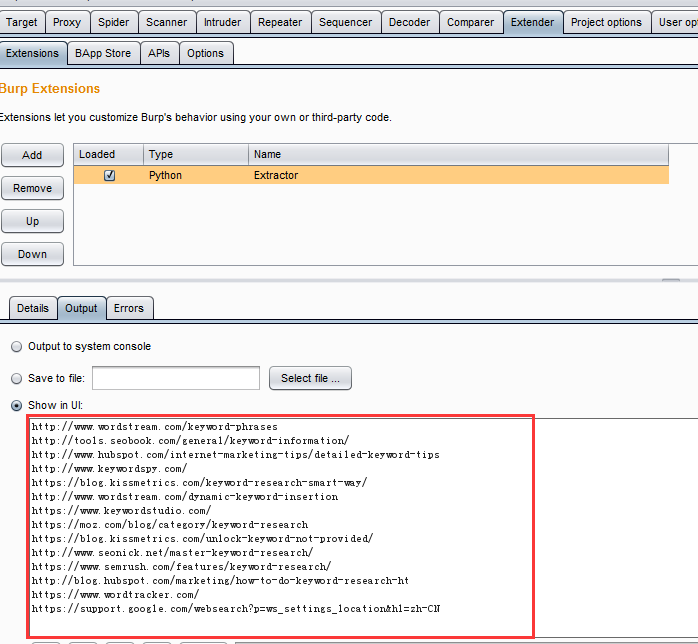 Target Proxy Spider Scanner Intruder Repeater Sequencer Decoder Comparer Extender Project options User opt
Extensions BApp Store APIs Options
Burp Extensions
Extensions let you customize Burp's behavior using your own or third-party code.
Add Loaded Type Name
Python Extractor
Remove
Up
Down
Details Output Errors
Output to system console
Save to file: Select file ...
Show in UI:
http://www.wordstream.com/keyword-phrases
http://tools.seobook.com/general/keyword-information/
http://www.hubspot.com/internet-marketing-tips/detailed-keyword-tips
http://www.keywordspy.com/
https://blog.kissmetrics.com/keyword-research-smart-way/
http://www.wordstream.com/dynamic-keyword-insertion
https://www.keywordstudio.com/
https://moz.com/blog/category/keyword-research
https://blog.kissmetrics.com/unlock-keyword-not-provided/
http://www.seonick.net/master-keyword-research/
https://www.semrush.com/features/keyword-research/
http://blog.hubspot.com/marketing/how-to-do-keyword-research-ht
https://www.wordtracker.com/
https://support.google.com/websearch?p=ws_settings_location&hl=zh-CN